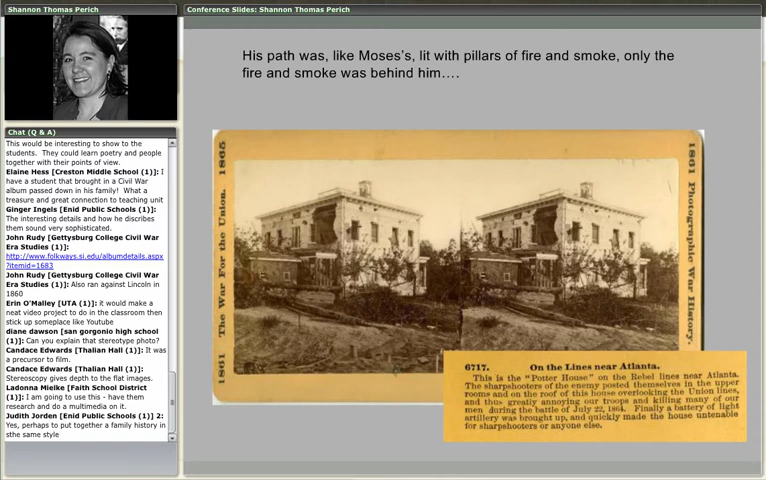 Shannon Thomas Perich
Chat (Q & A)
This would be interesting to show to the
students. They could learn poetry and people
together with their points of view.
Elaine Hess [Creston Middle School (1)]: I
have a student that brought in a Civil War
album passed down in his family! What a
treasure and great connection to teaching unit
Ginger Ingels [Enid Public Schools (1)]:
The interesting details and how he discribes
them sound very sophisticated.
John Rudy [Gettysburg College Civil War
Era Studies (1)]:
http://www.folkways.si.edu/albumdetails.aspx
?itemid=1683
John Rudy [Gettysburg College Civil War
Era Studies (1)]: Also ran against Lincoln in
1860
Erin O'Malley [UTA (1)]: it would make a
neat video project to do in the classroom then
stick up someplace like Youtube
diane dawson [san gorgonio high school
(1)]: Can you explain that stereotype photo?
Candace Edwards [Thalian Hall (1)]: It was
a precursor to film.
Candace Edwards [Thalian Hall (1)]:
Stereoscopy gives depth to the flat images.
Ladonna Mielke [Faith School District
(1)]: I am going to use this - have them
research and do a multimedia on it.
Judith Jorden [Enid Public Schools (1)] 2:
Yes, perhaps to put together a family history in
sthe same style
Conference Slides: Shannon Thomas Perich
His path was, like Moses's, lit with pillars of fire and smoke, only the
fire and smoke was behind him....
1861 The War For the Union. 1865
1861 Photographic War History.
6717. On the Lines near Atlanta.
This is the "Potter House" on the Rebel lines near Atlanta.
The sharpshooters of the enemy posted themselves in the upper
rooms and on the roof of this house overlooking the Union lines,
and thus greatly annoying our troops and killing many of our
men during the battle of July 22, 1864. Finally a battery of light
artillery was brought up, and quickly made the house untenable
for sharpshooters or anyone else.